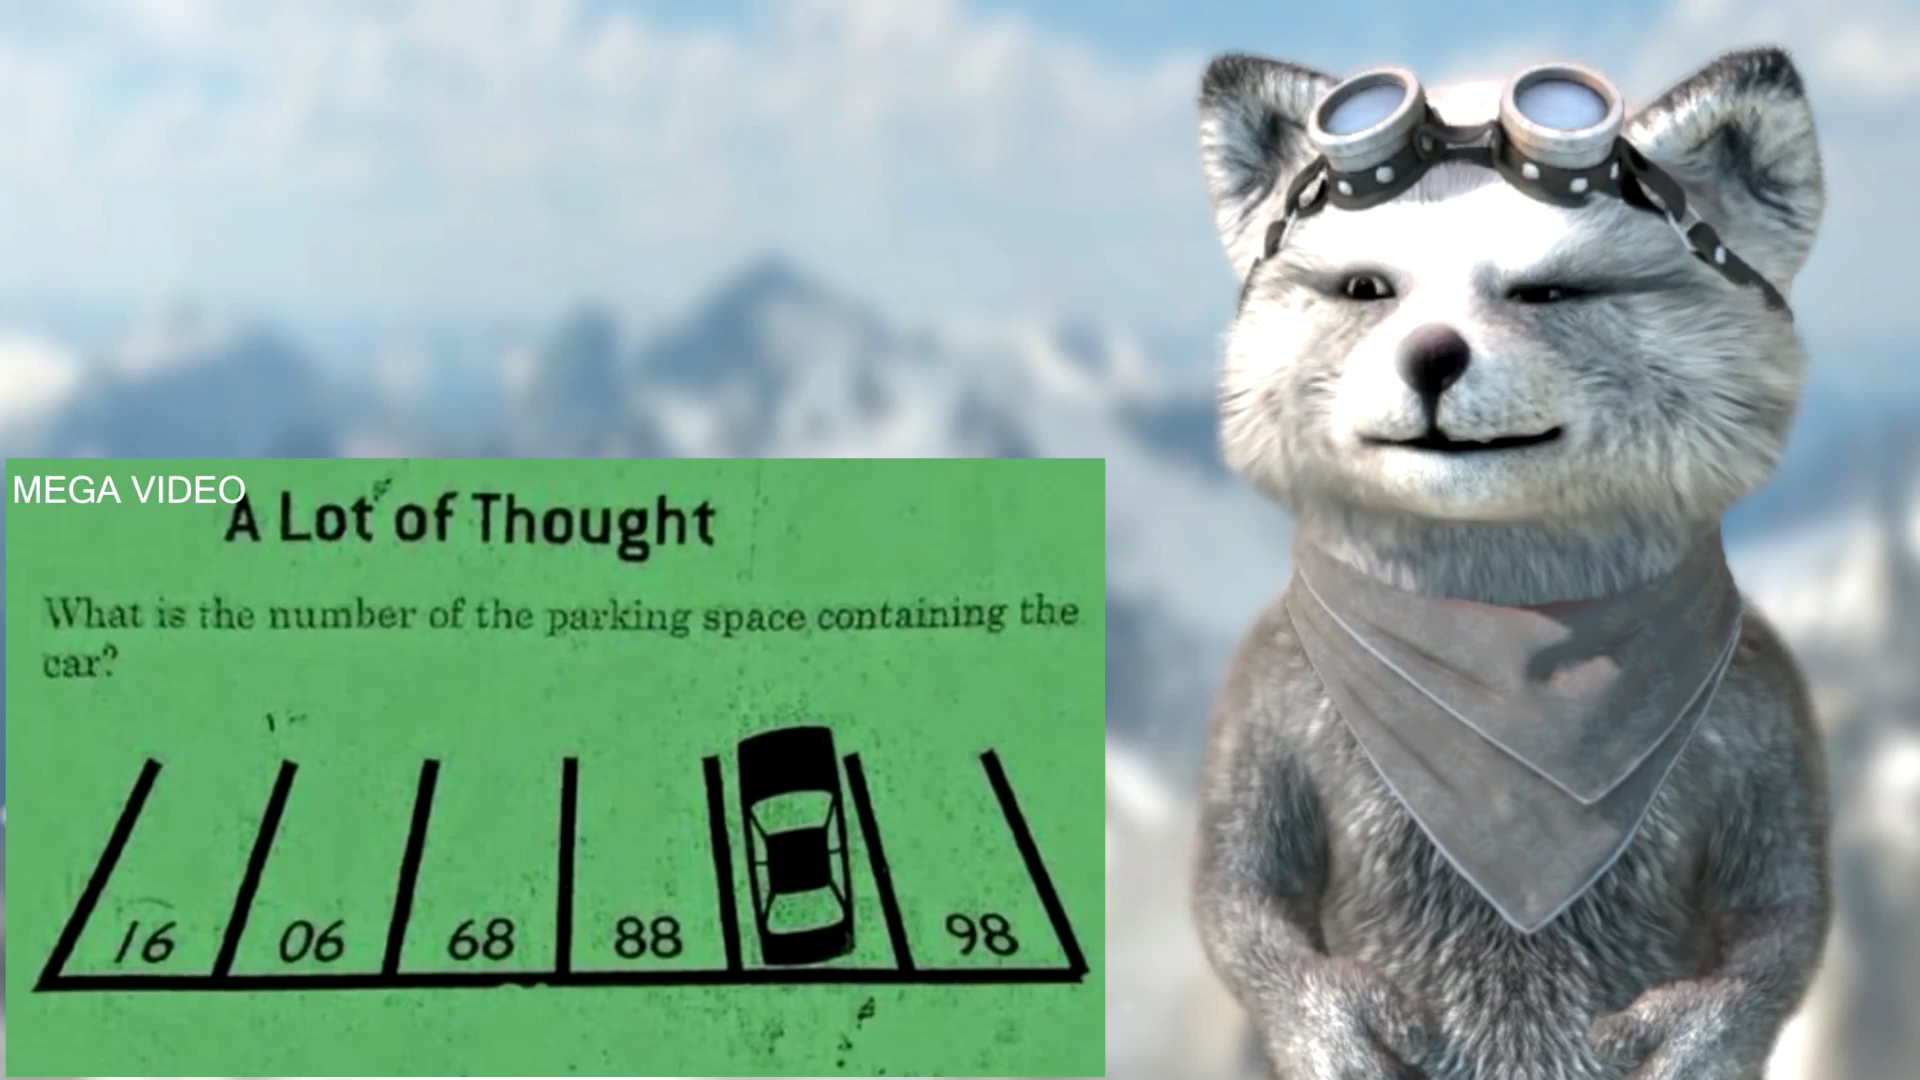 MEGA VIDEO
A Lot of Thought
What is the number of the parking space containing the
car?
16 06 68 88 98